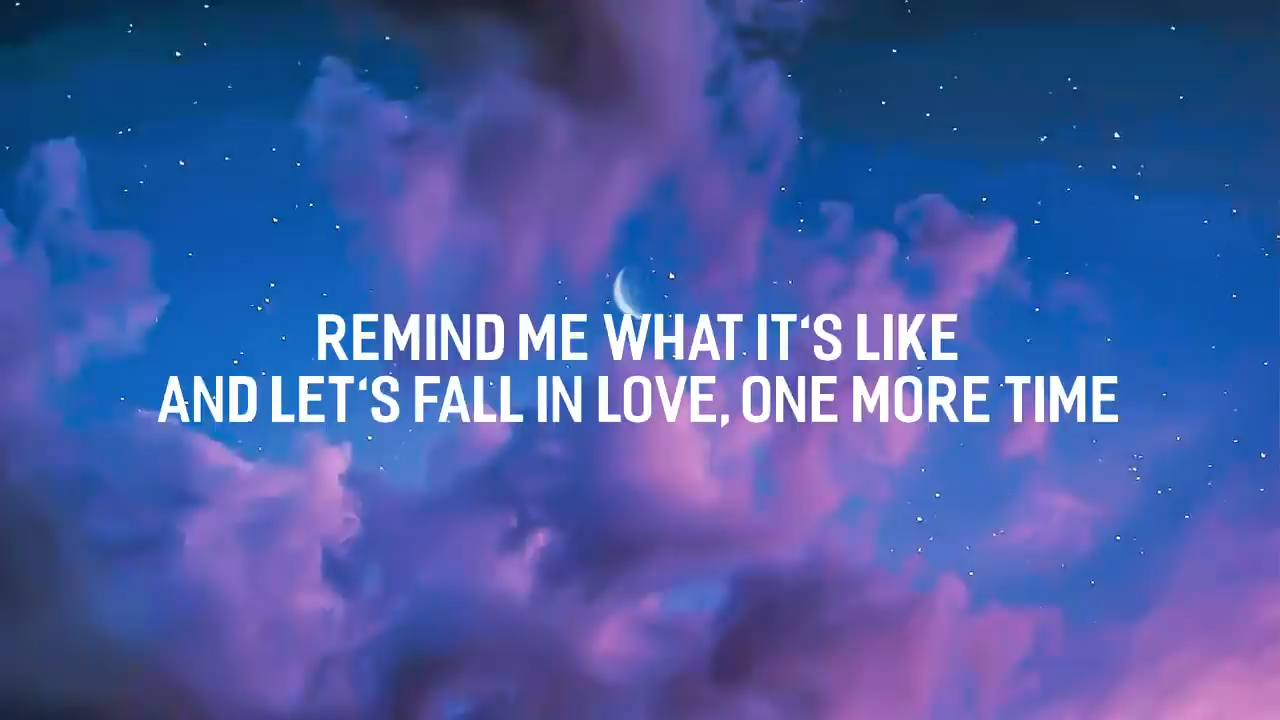 REMIND ME WHAT IT‘S LIKE
AND LET‘S FALL IN LOVE, ONE MORE TIME